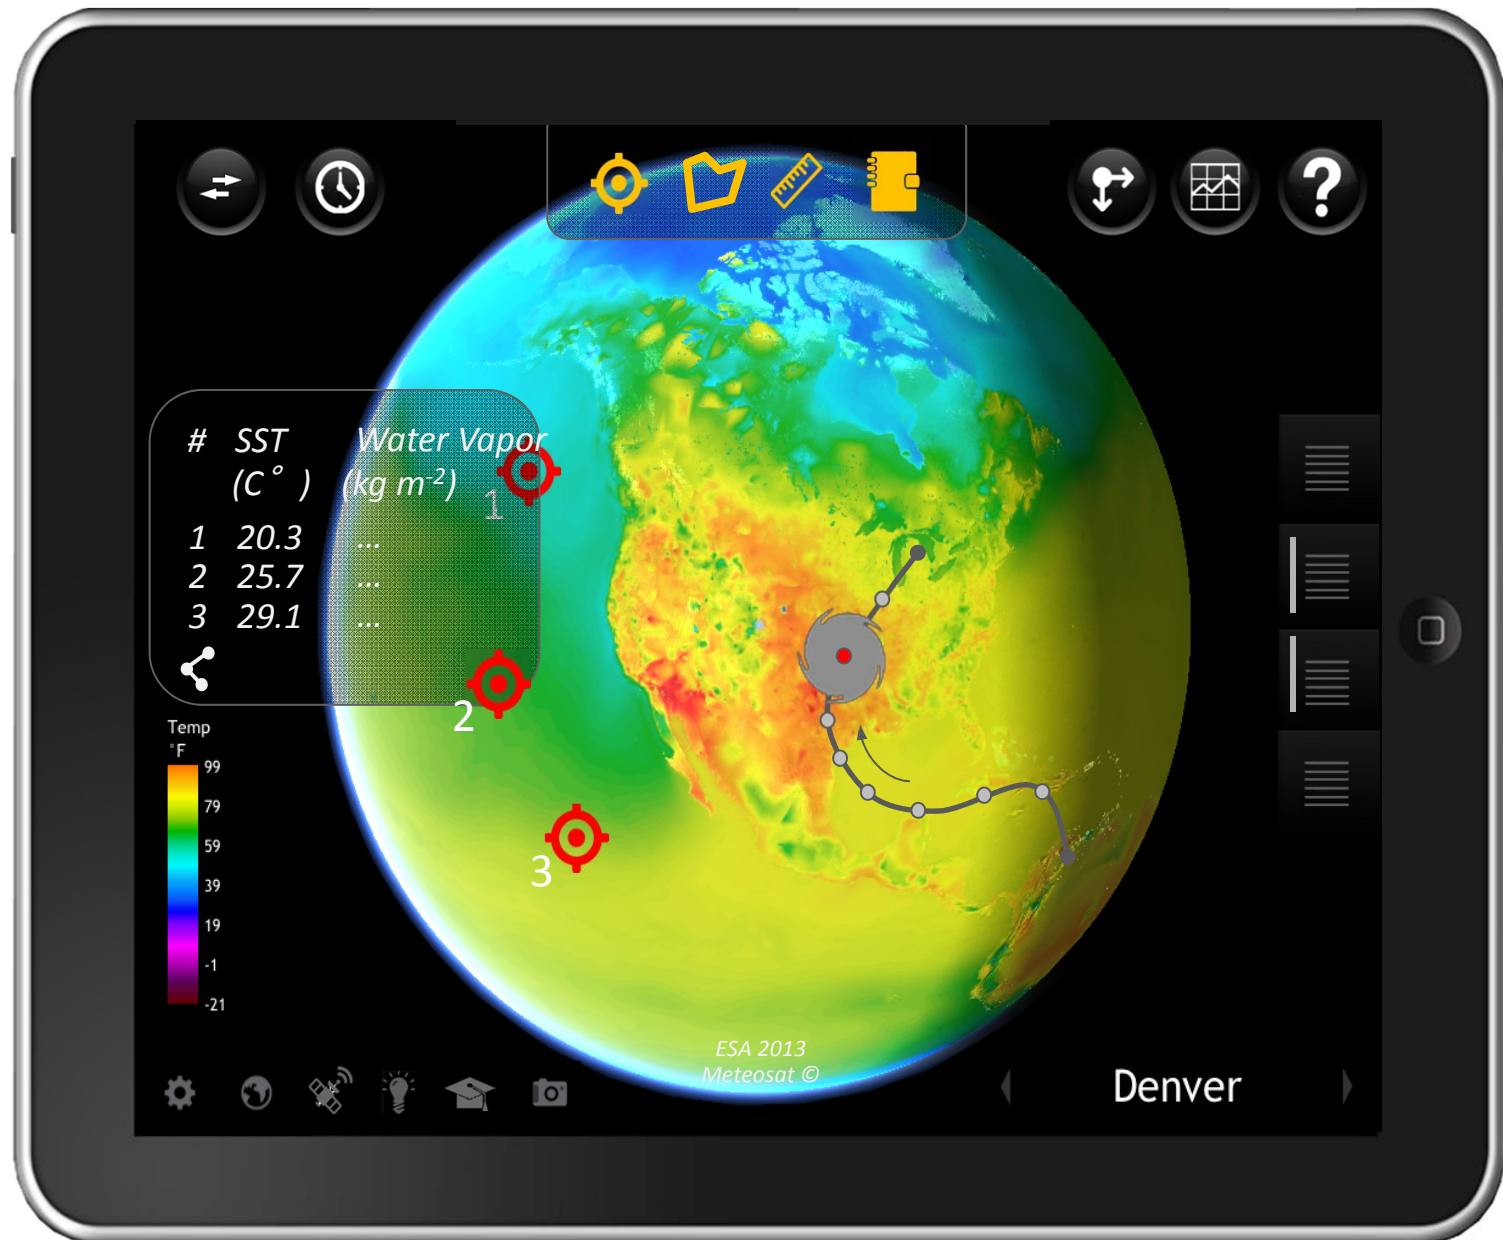 # SST Water Vapor
(C° ) (kg m-2)
1
1 20.3 ...
2 25.7 ...
3 29.1 ...
2
Temp
°F
99
79
59
39
19
-1
-21
3
ESA 2013
Meteosat ©
Denver
?